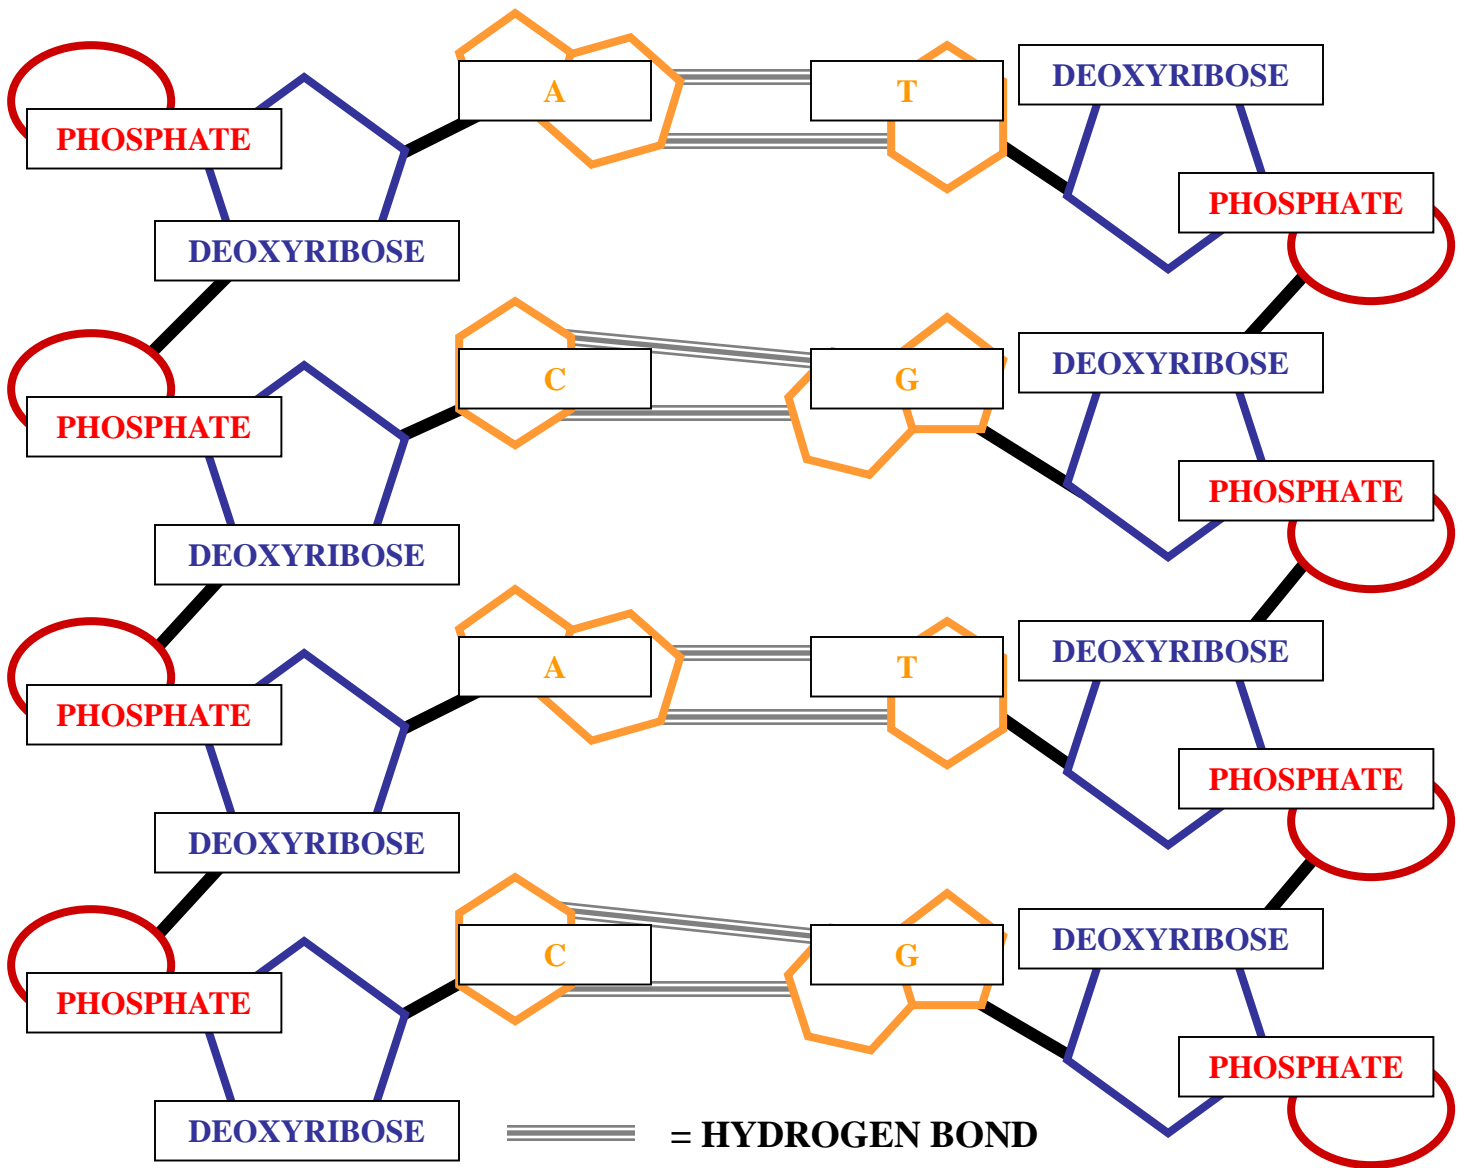 A T DEOXYRIBOSE
PHOSPHATE
PHOSPHATE
DEOXYRIBOSE
C G DEOXYRIBOSE
PHOSPHATE
PHOSPHATE
DEOXYRIBOSE
A T DEOXYRIBOSE
PHOSPHATE
PHOSPHATE
DEOXYRIBOSE
C G DEOXYRIBOSE
PHOSPHATE
PHOSPHATE
DEOXYRIBOSE
= HYDROGEN BOND